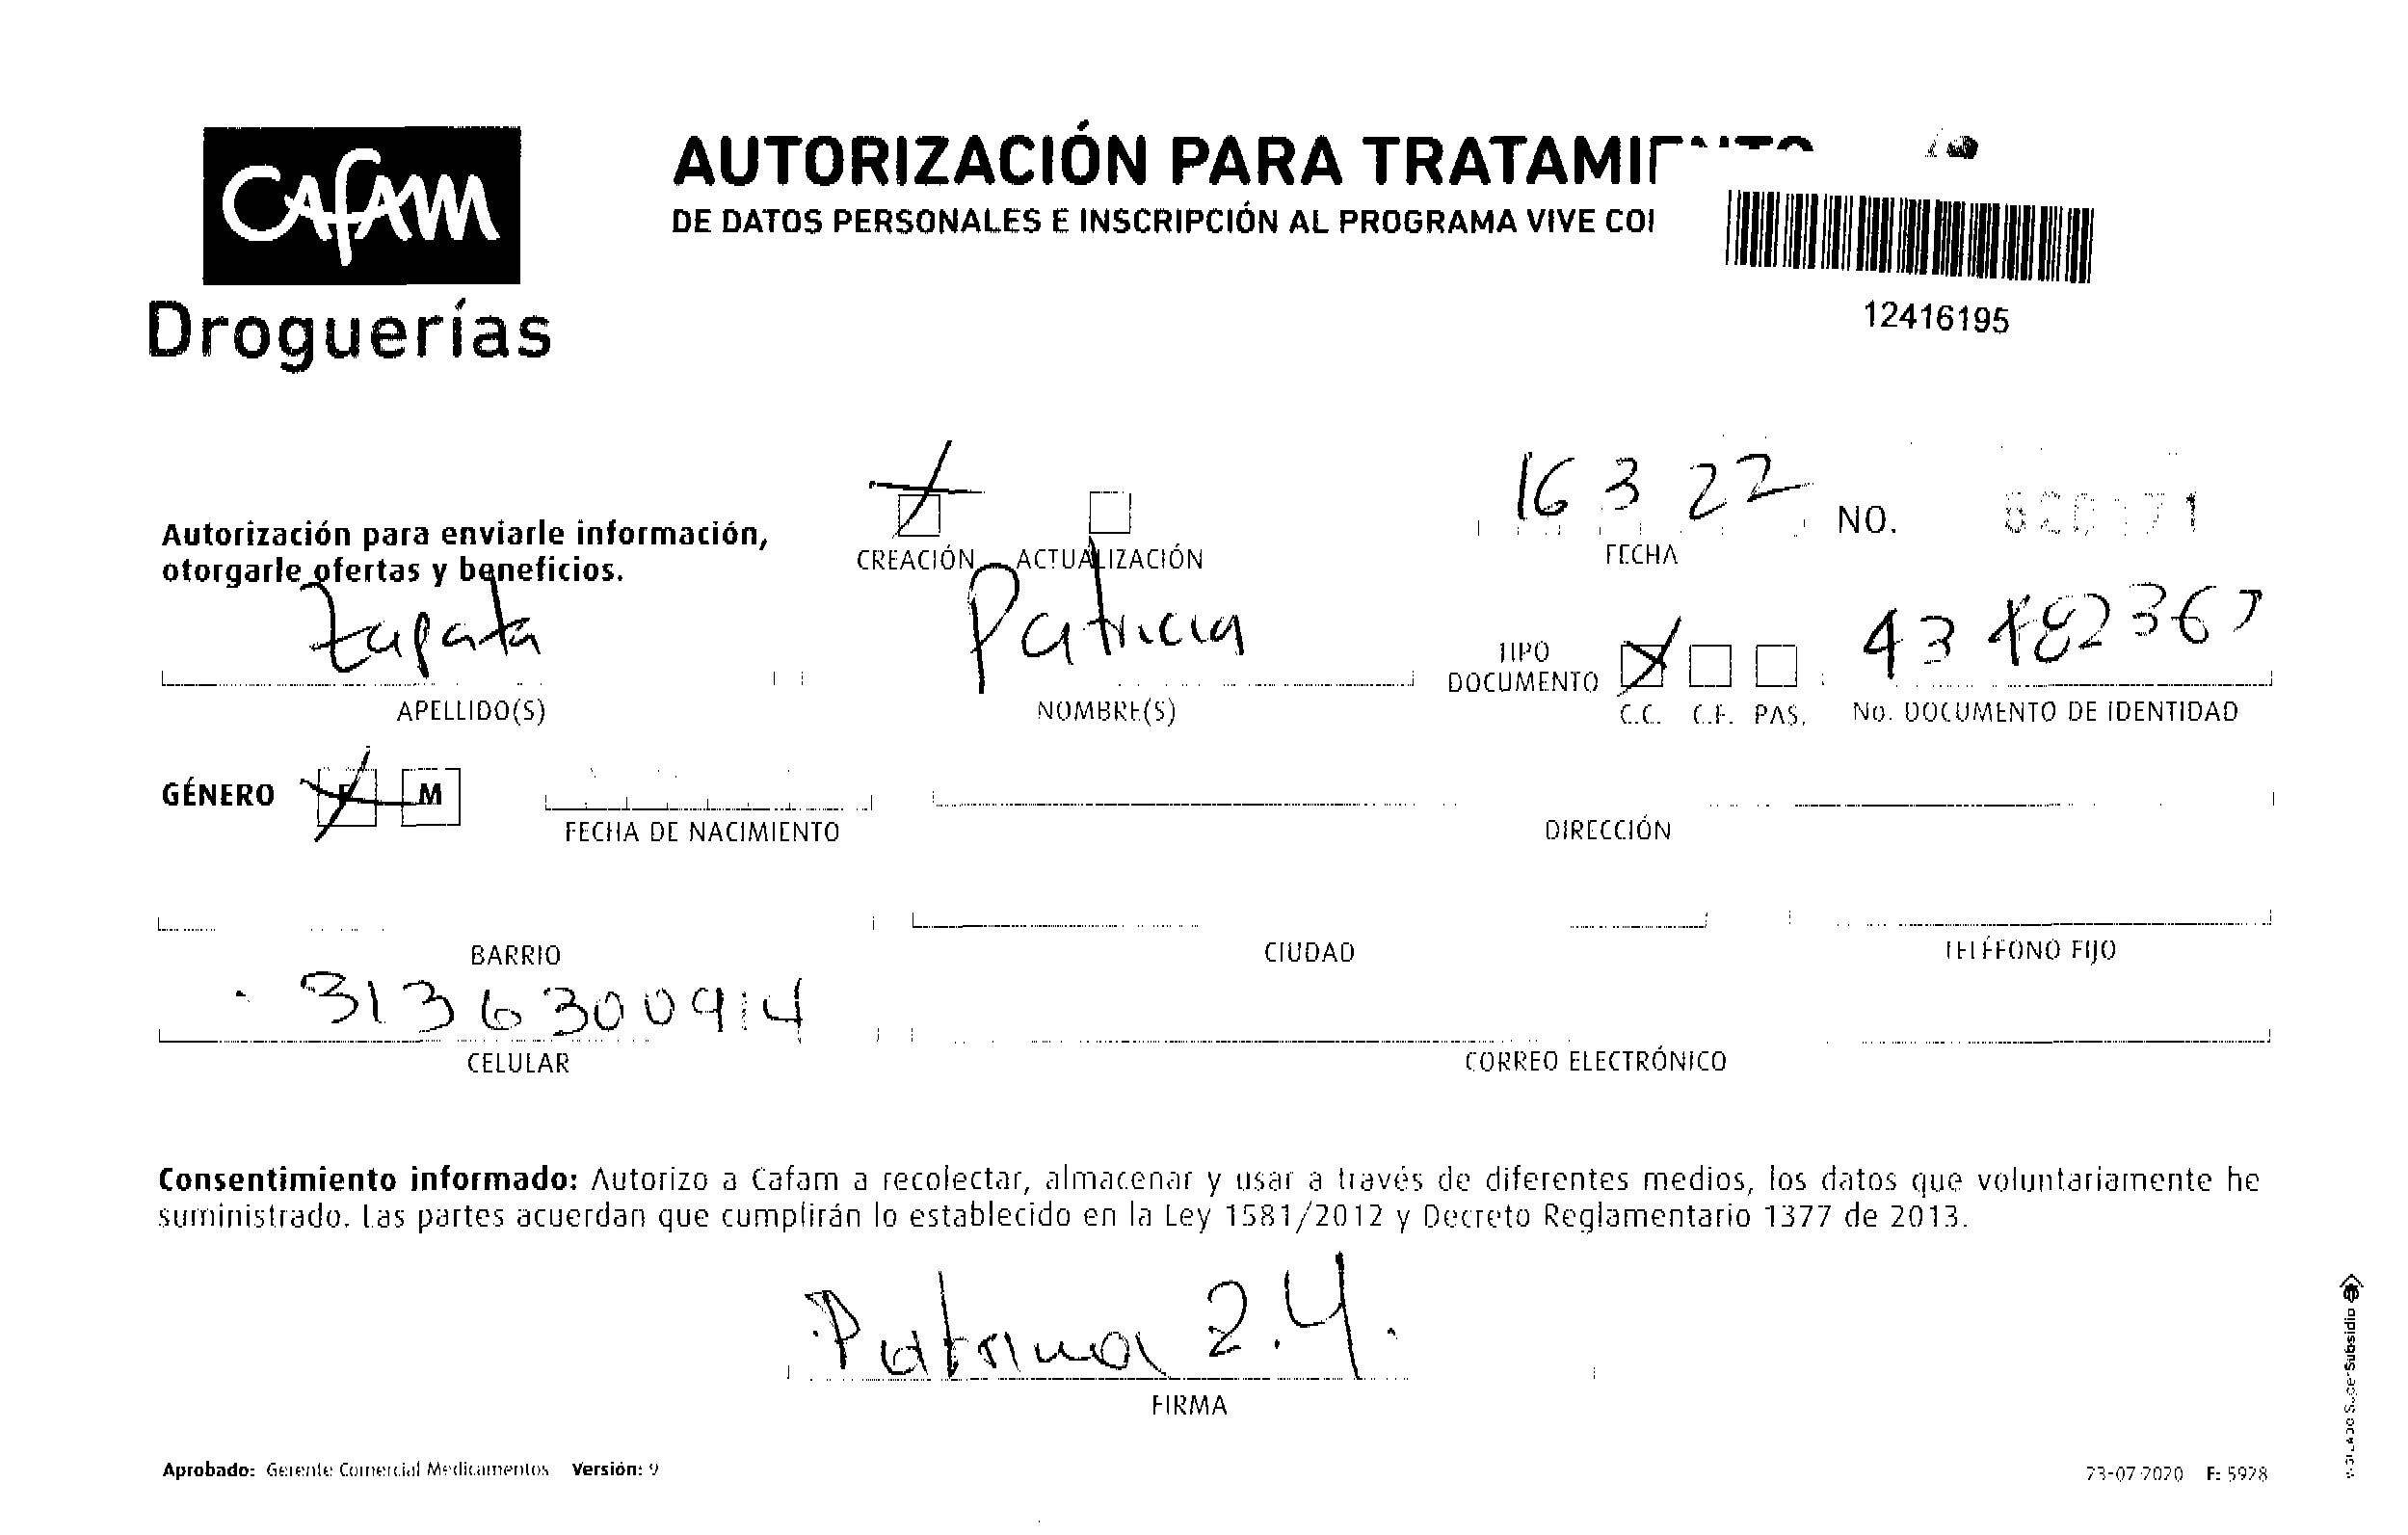 CAfAM
Droguerías
AUTORIZACIÓN PARA TRATAMIENTO
DE DATOS PERSONALES E INSCRIPCIÓN AL PROGRAMA VIVE
12416195
Autorización para enviarle información,
otorgarle ofertas y beneficios.
CREACIÓN ACTUALIZACIÓN
16 3 22
FECHA
NO.
Zapata
APELLIDO(S)
Patricia
NOMBRE(S)
TIPO
DOCUMENTO
C.C. C.E. PAS.
43 482367
No. DOCUMENTO DE IDENTIDAD
GÉNERO F M
FECHA DE NACIMIENTO
DIRECCIÓN
BARRIO
CIUDAD
TELÉFONO FIJO
3136300914
CELULAR
CORREO ELECTRÓNICO
Consentimiento informado: Autorizo a Cafam a recolectar, almacenar y usar a través de diferentes medios, los datos que voluntariamente he
suministrado. Las partes acuerdan que cumplirán lo establecido en la Ley 1581/2012 y Decreto Reglamentario 1377 de 2013.
Patricia Z.Y.
FIRMA
Aprobado: Gerente Comercial Medicamentos Versión: 9
23-07-2020 F: 5928
VIGILADO SuperSubsidio